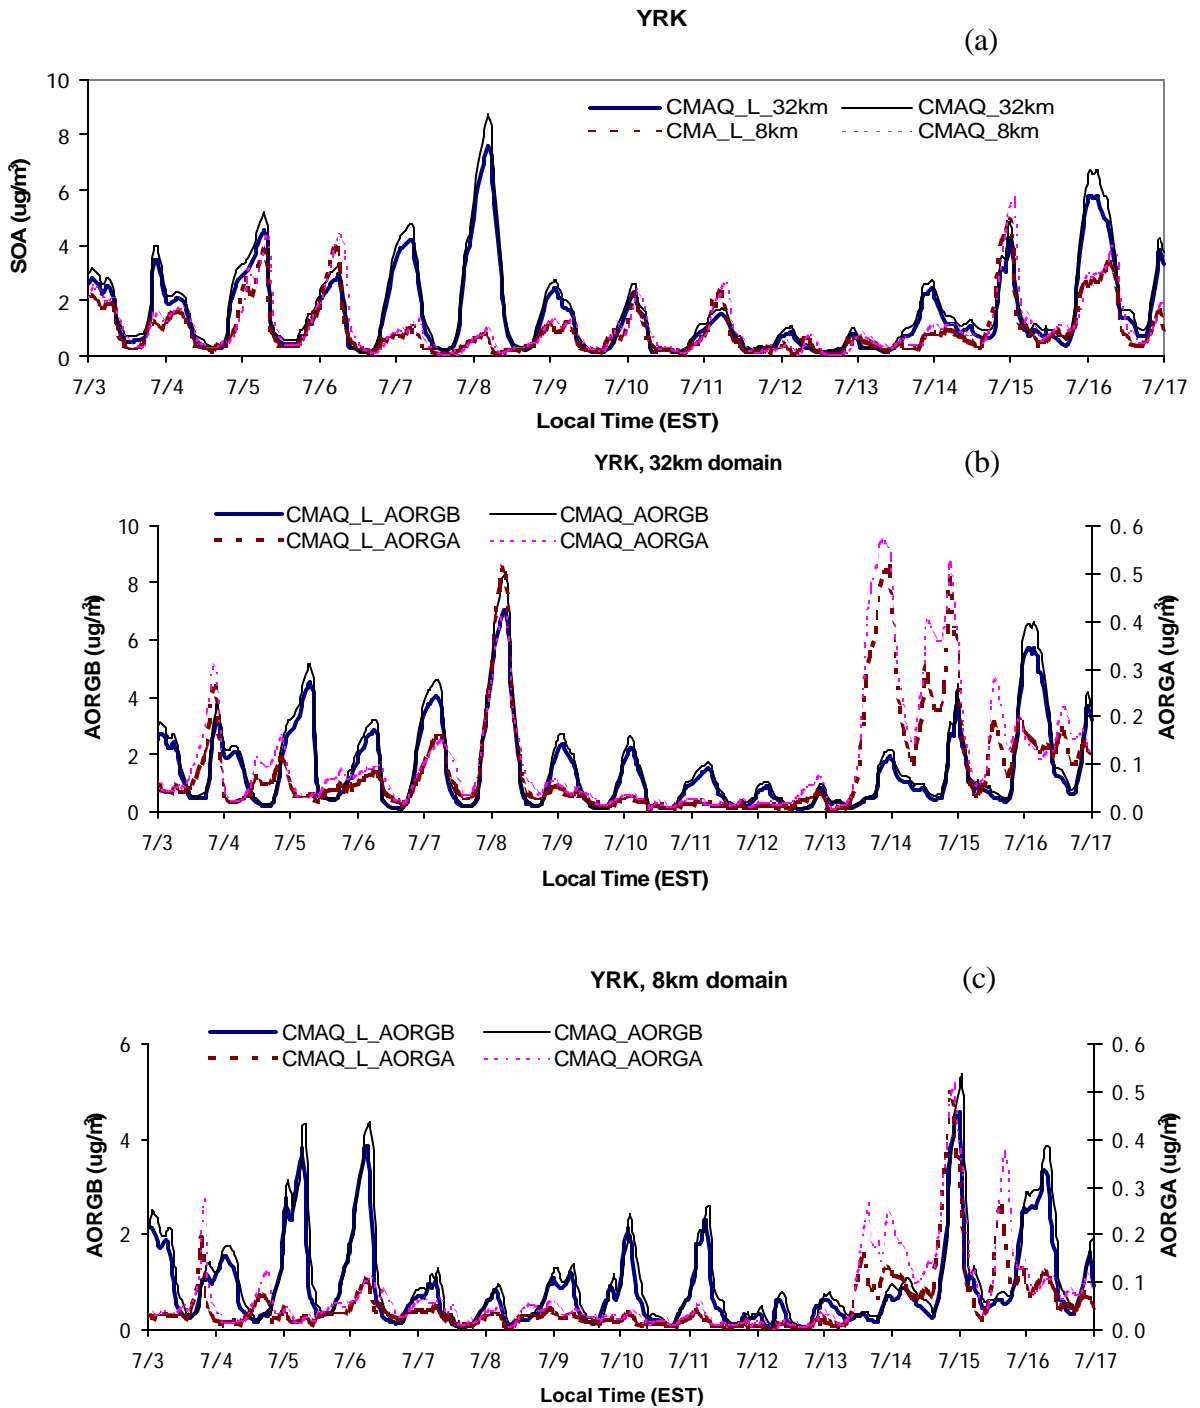 YRK
(a)
10
8
6
4
2
0
SOA (ug/m³)
CMAQ_L_32km
CMAQ_32km
CMA_L_8km
CMAQ_8km
7/3 7/4 7/5 7/6 7/7 7/8 7/9 7/10 7/11 7/12 7/13 7/14 7/15 7/16 7/17
Local Time (EST)
YRK, 32km domain
(b)
CMAQ_L_AORGB
CMAQ_AORGB
CMAQ_L_AORGA
CMAQ_AORGA
10
8
6
4
2
0
AORGB (ug/m³)
0.6
0.5
0.4
0.3
0.2
0.1
0.0
AORGA (ug/m³)
7/3 7/4 7/5 7/6 7/7 7/8 7/9 7/10 7/11 7/12 7/13 7/14 7/15 7/16 7/17
Local Time (EST)
YRK, 8km domain
(c)
CMAQ_L_AORGB
CMAQ_AORGB
CMAQ_L_AORGA
CMAQ_AORGA
6
4
2
0
AORGB (ug/m³)
0.6
0.5
0.4
0.3
0.2
0.1
0.0
AORGA (ug/m³)
7/3 7/4 7/5 7/6 7/7 7/8 7/9 7/10 7/11 7/12 7/13 7/14 7/15 7/16 7/17
Local Time (EST)